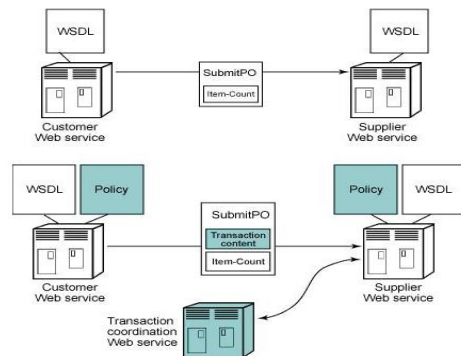 WSDL
WSDL
SubmitPO
Item-Count
Customer
Web service
Supplier
Web service
WSDL
Policy
Policy
WSDL
SubmitPO
Transaction
content
Item-Count
Customer
Web service
Supplier
Web service
Transaction
coordination
Web service